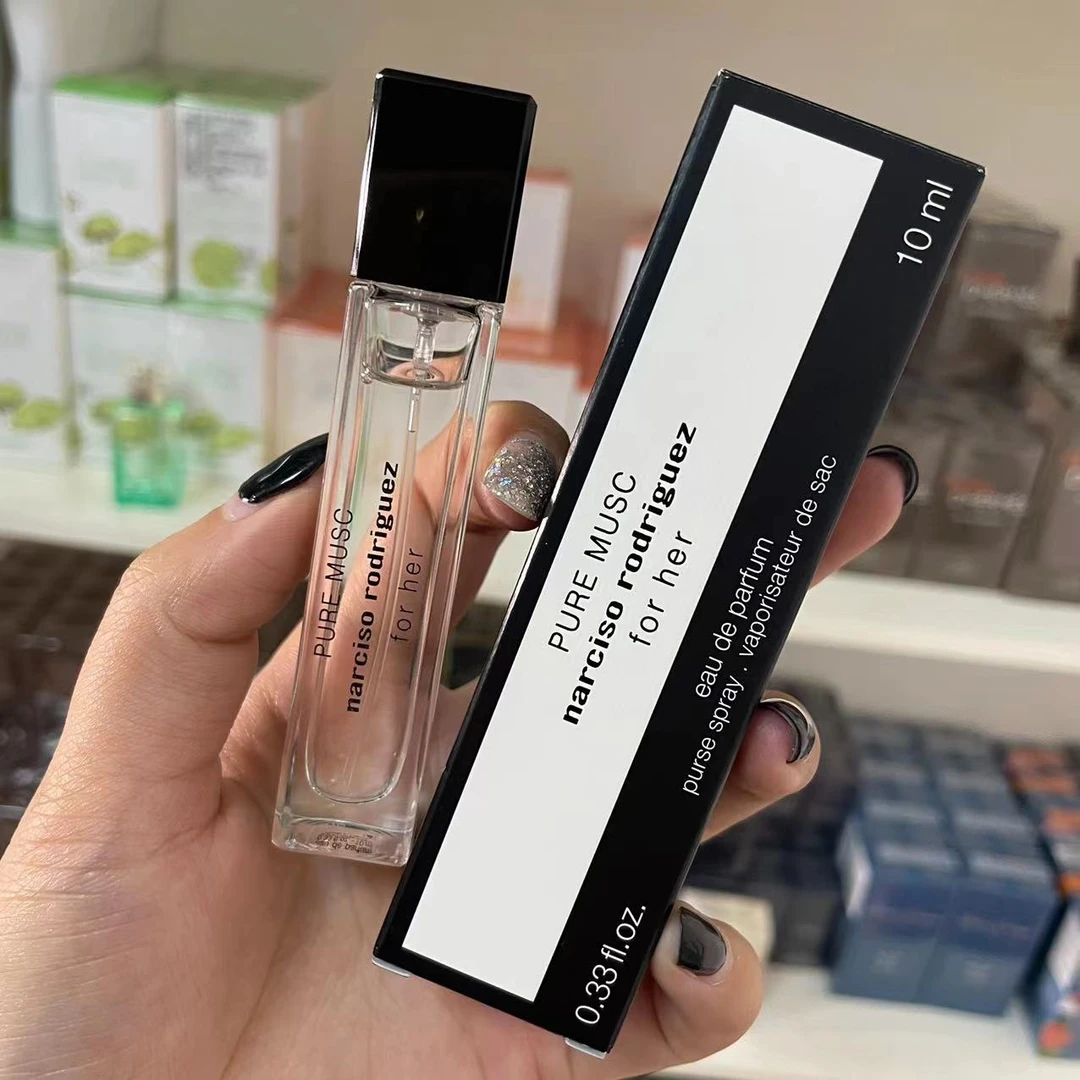 PURE MUSC
narciso rodriguez
for her
PURE MUSC
narciso rodriguez
for her
10 ml
eau de parfum
purse spray . vaporisateur de sac
0.33 fl.oz.